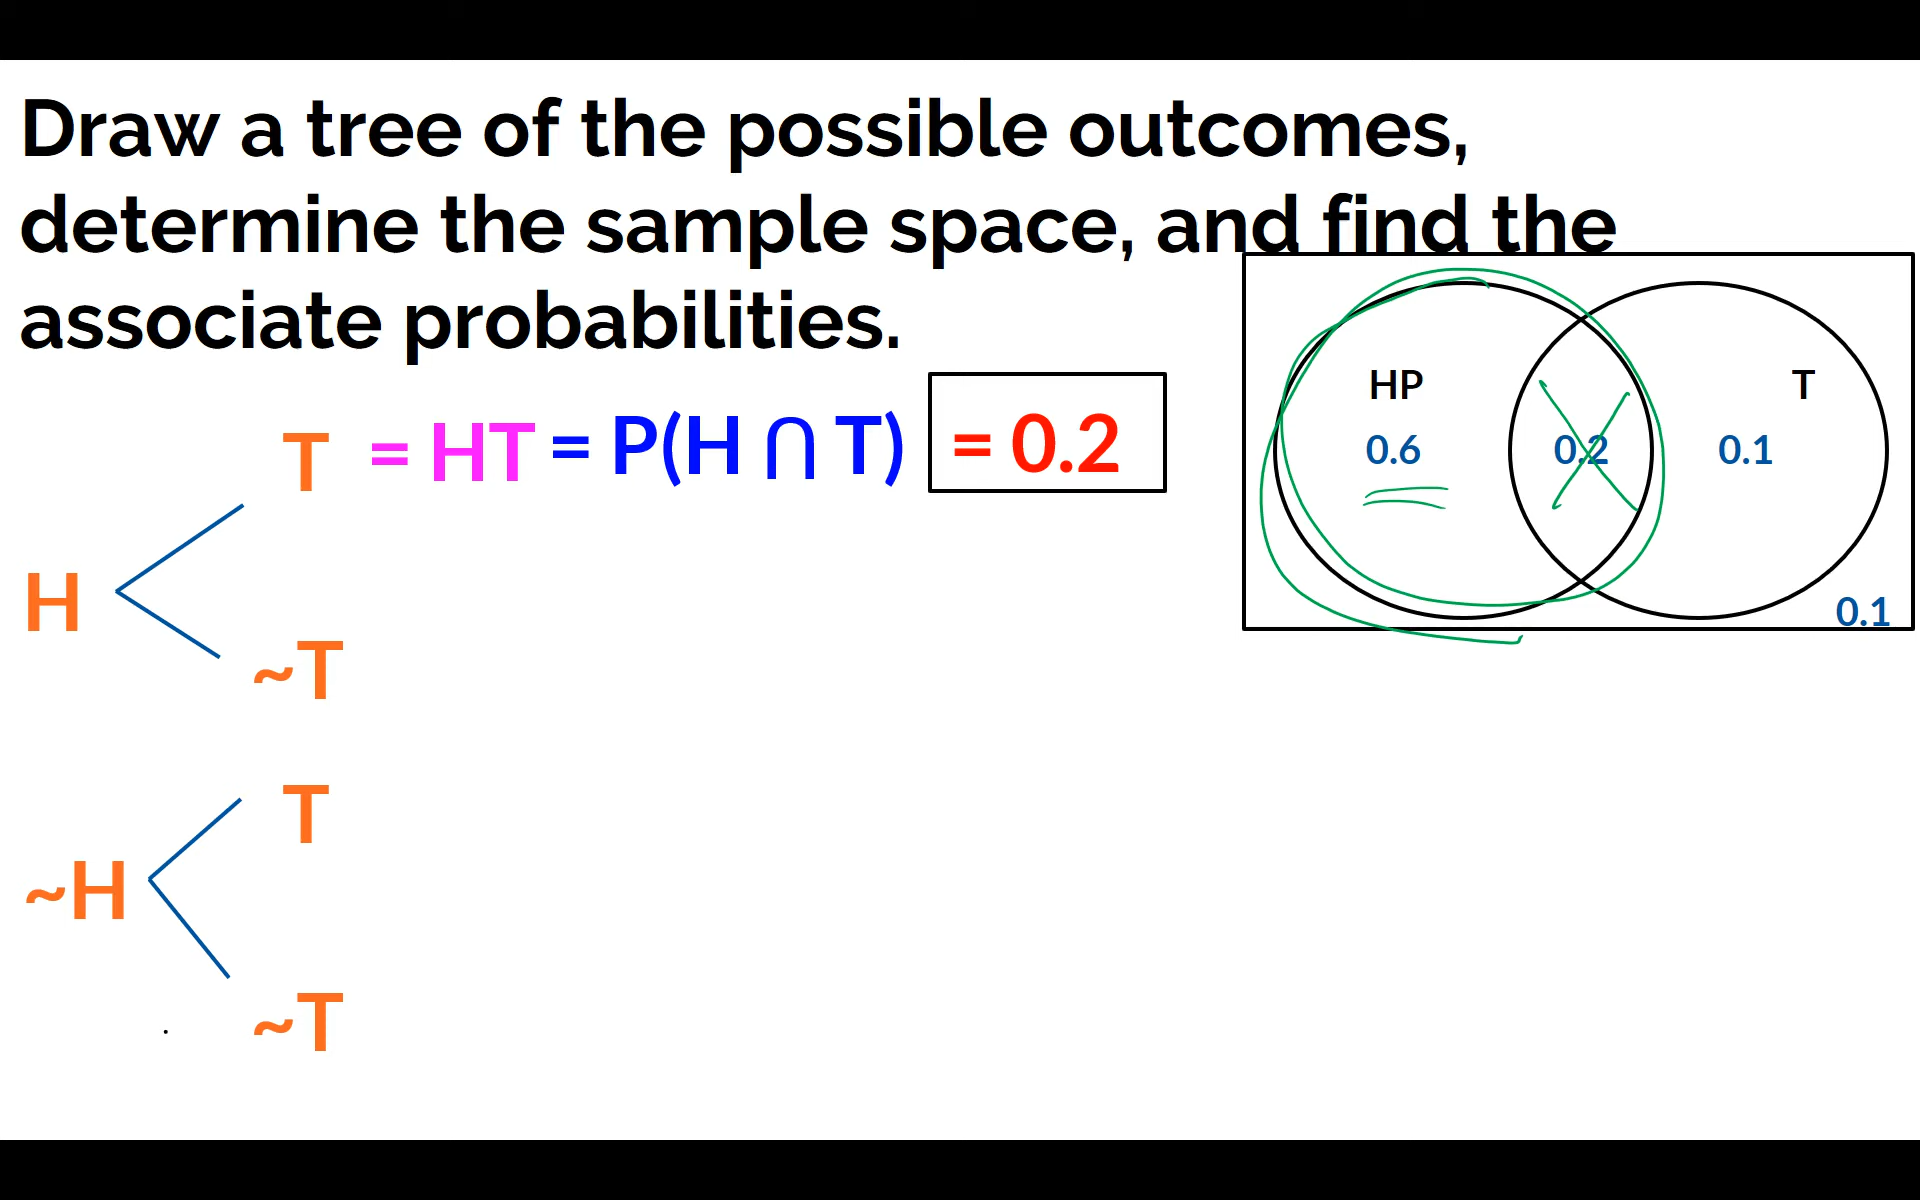 Draw a tree of the possible outcomes,
determine the sample space, and find the
associate probabilities.
HP T
0.6 0.2 0.1
0.1
T = HT = P(H ∩ T) = 0.2
H
~T
T
~H
~T